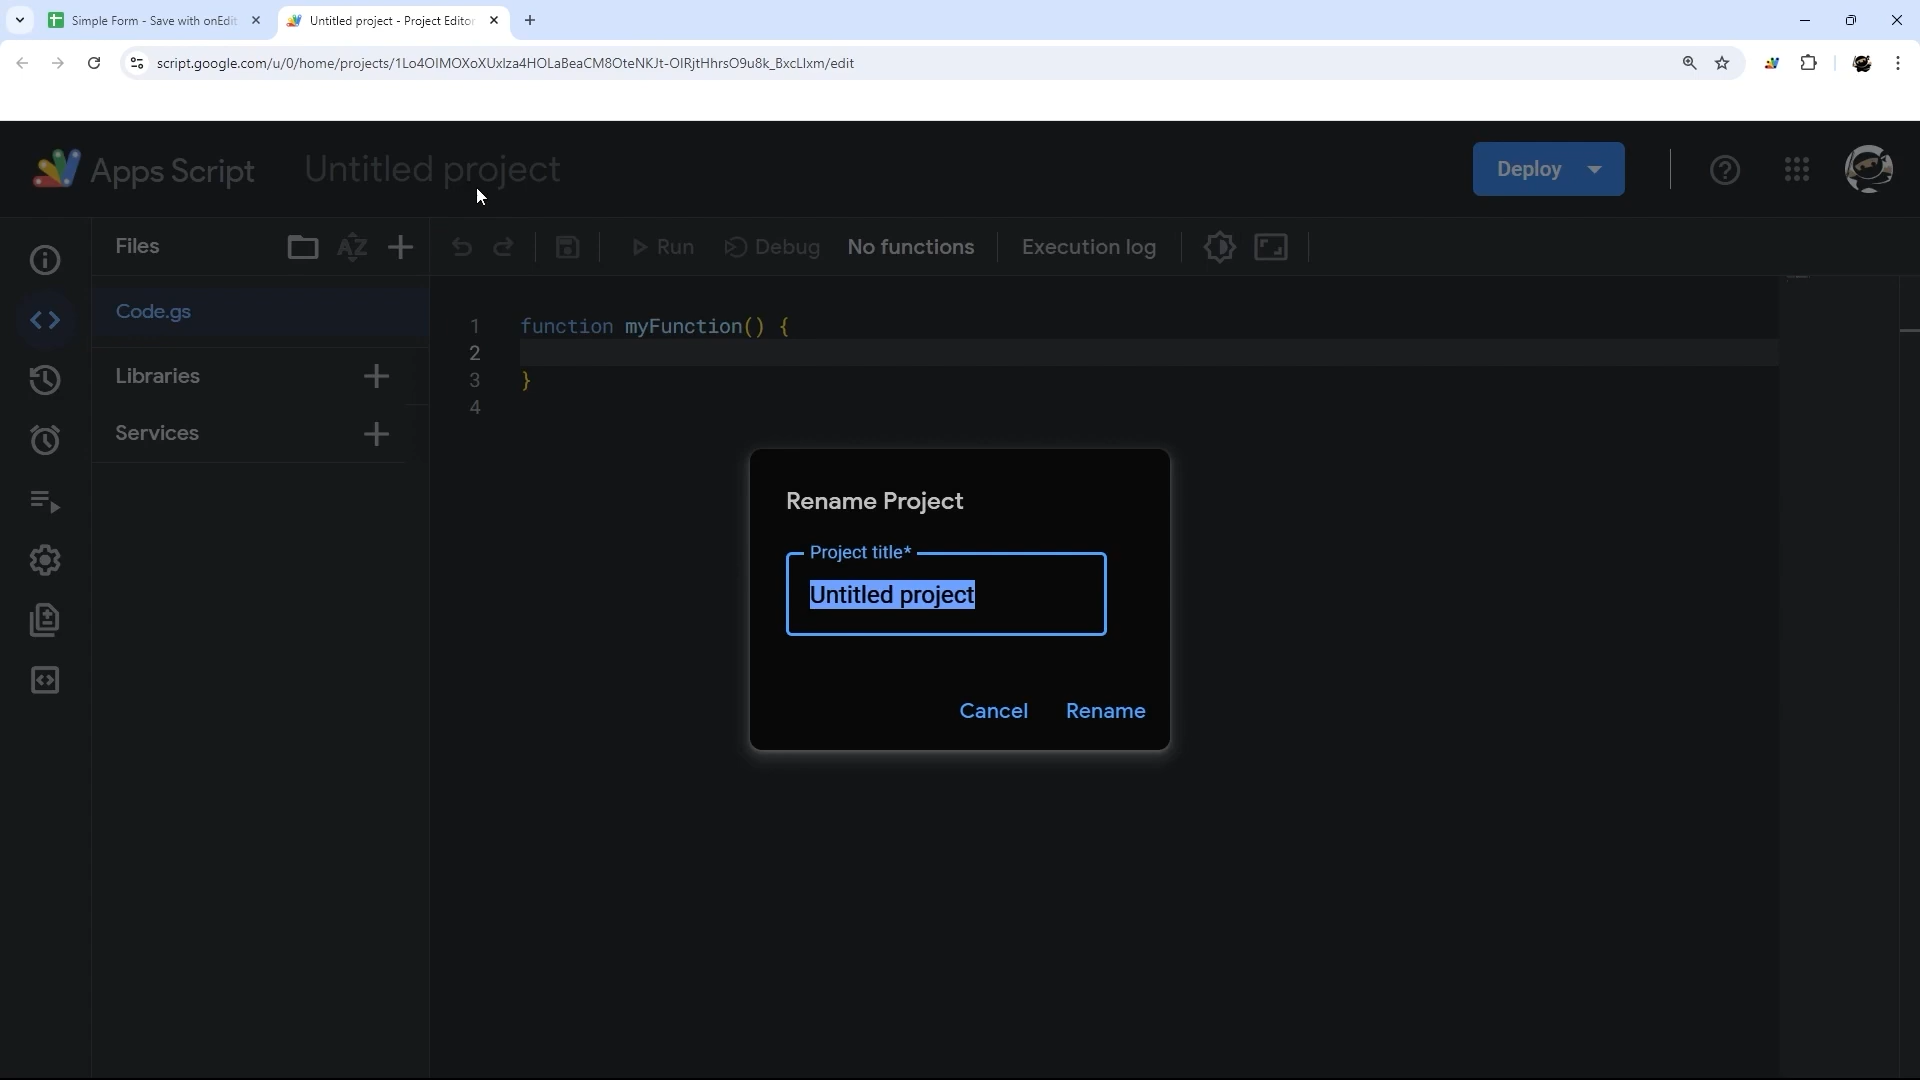 Simple Form - Save with onEdit
Untitled project - Project Editor
script.google.com/u/0/home/projects/1Lo4OIMOXoXUxlza4HOLaBeaCM8OteNKJt-OIRjtHhrsO9u8k_BxcLlxm/edit
Apps Script
Untitled project
Deploy
Files
AZ
Run
Debug
No functions
Execution log
Code.gs
Libraries
Services
1 function myFunction() {
2
3 }
4
Rename Project
Project title*
Untitled project
Cancel
Rename